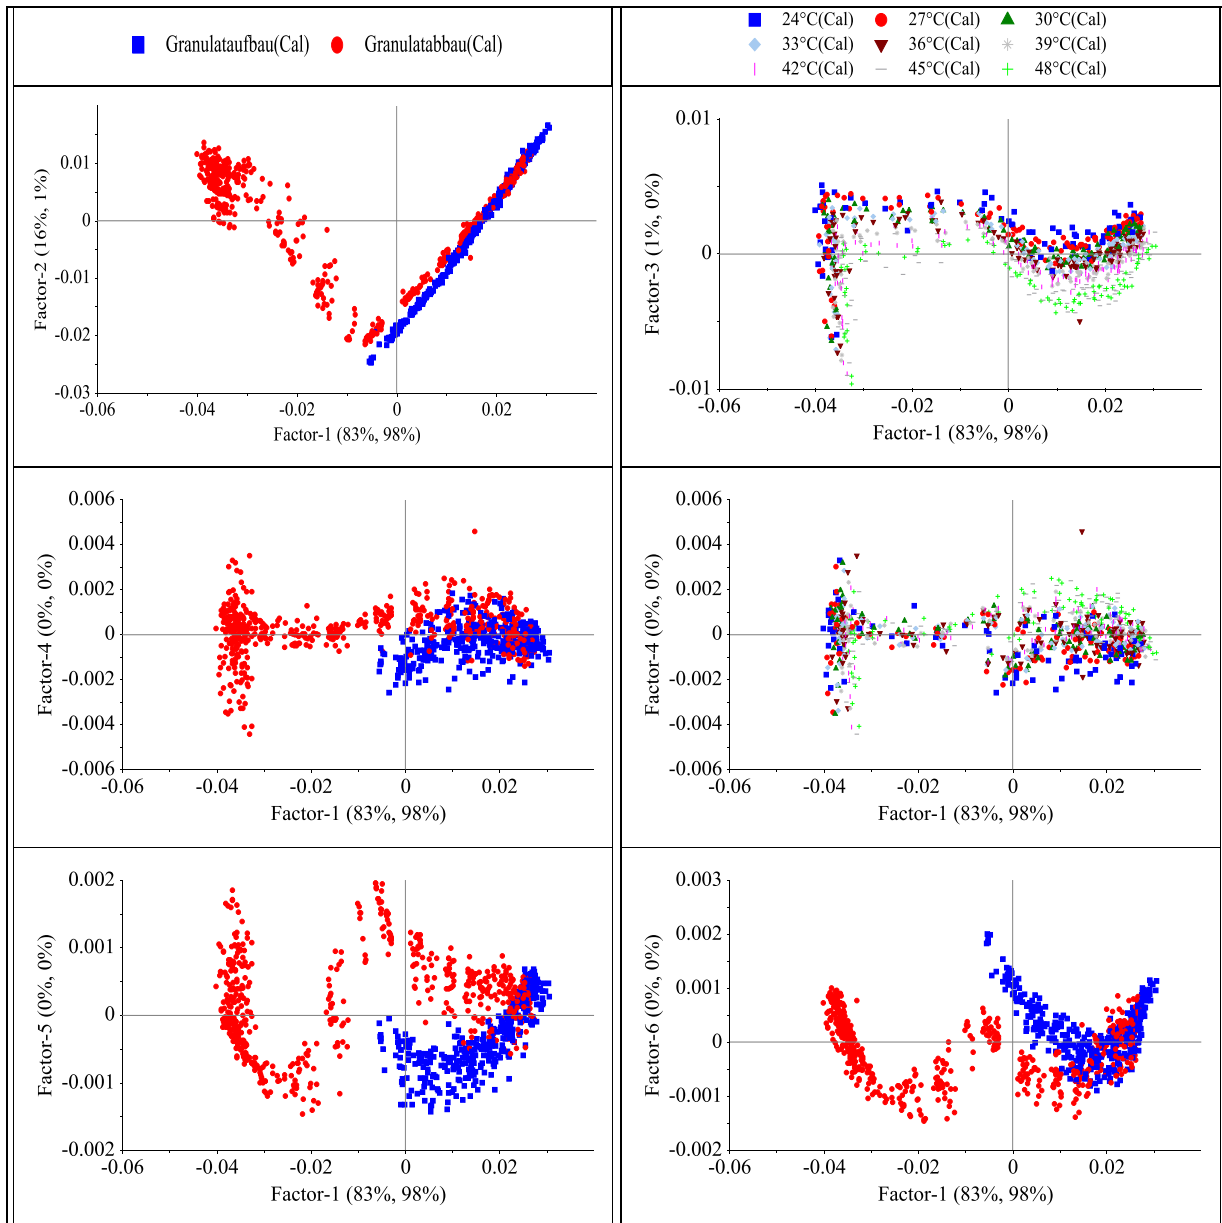 Granulataufbau(Cal) Granulatabbau(Cal)
24°C(Cal) 27°C(Cal) 30°C(Cal)
33°C(Cal) 36°C(Cal) 39°C(Cal)
42°C(Cal) 45°C(Cal) 48°C(Cal)
Factor-2 (16%, 1%)
0.01
0
-0.01
-0.02
-0.03
-0.06 -0.04 -0.02 0 0.02
Factor-1 (83%, 98%)
Factor-3 (1%, 0%)
0.01
0
-0.01
-0.06 -0.04 -0.02 0 0.02
Factor-1 (83%, 98%)
Factor-4 (0%, 0%)
0.006
0.004
0.002
0
-0.002
-0.004
-0.006
-0.06 -0.04 -0.02 0 0.02
Factor-1 (83%, 98%)
Factor-4 (0%, 0%)
0.006
0.004
0.002
0
-0.002
-0.004
-0.006
-0.06 -0.04 -0.02 0 0.02
Factor-1 (83%, 98%)
Factor-5 (0%, 0%)
0.002
0.001
0
-0.001
-0.002
-0.06 -0.04 -0.02 0 0.02
Factor-1 (83%, 98%)
Factor-6 (0%, 0%)
0.003
0.002
0.001
0
-0.001
-0.002
-0.06 -0.04 -0.02 0 0.02
Factor-1 (83%, 98%)